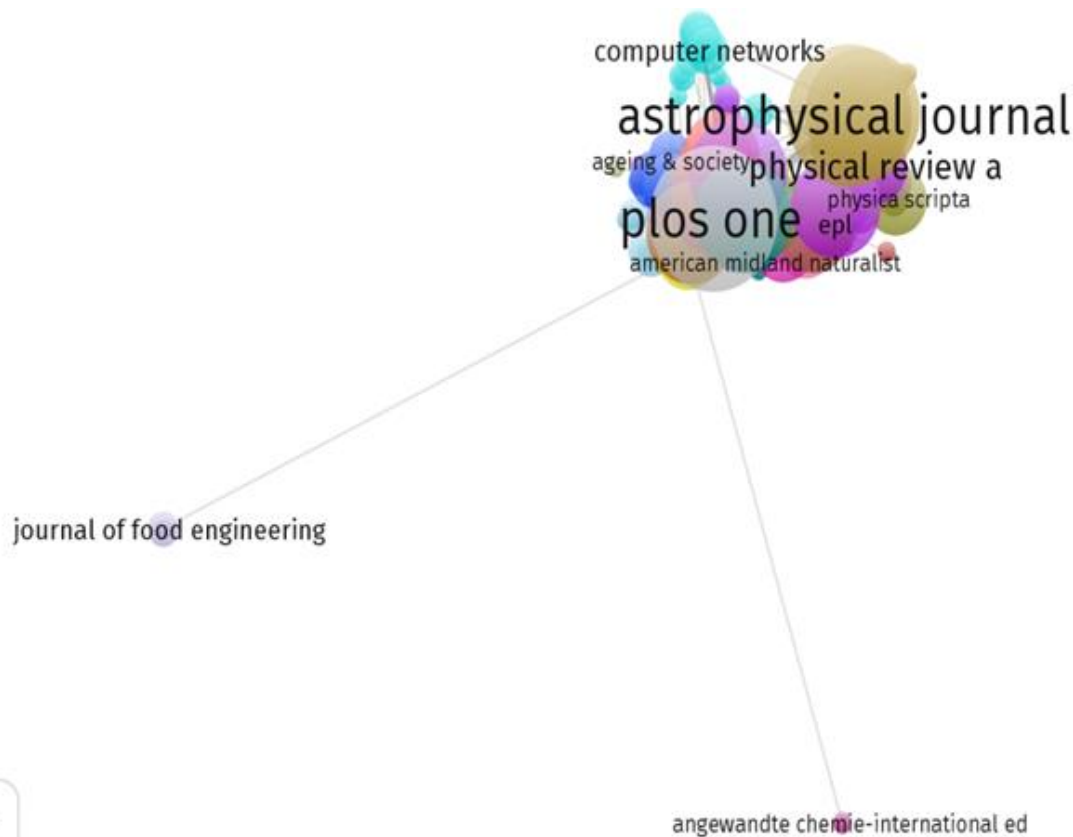 computer networks
astrophysical journal
ageing & society
physical review a
physica scripta
plos one
epl
american midland naturalist
journal of food engineering
angewandte chemie-international ed